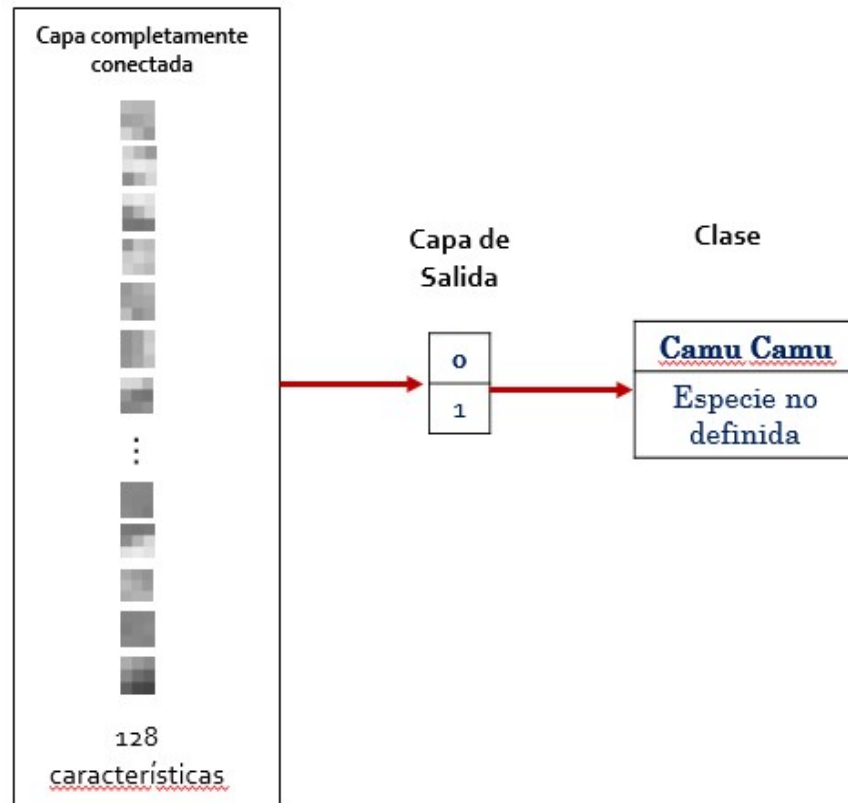 Capa completamente
conectada
128
características
Capa de
Salida
0
1
Clase
Camu Camu
Especie no
definida